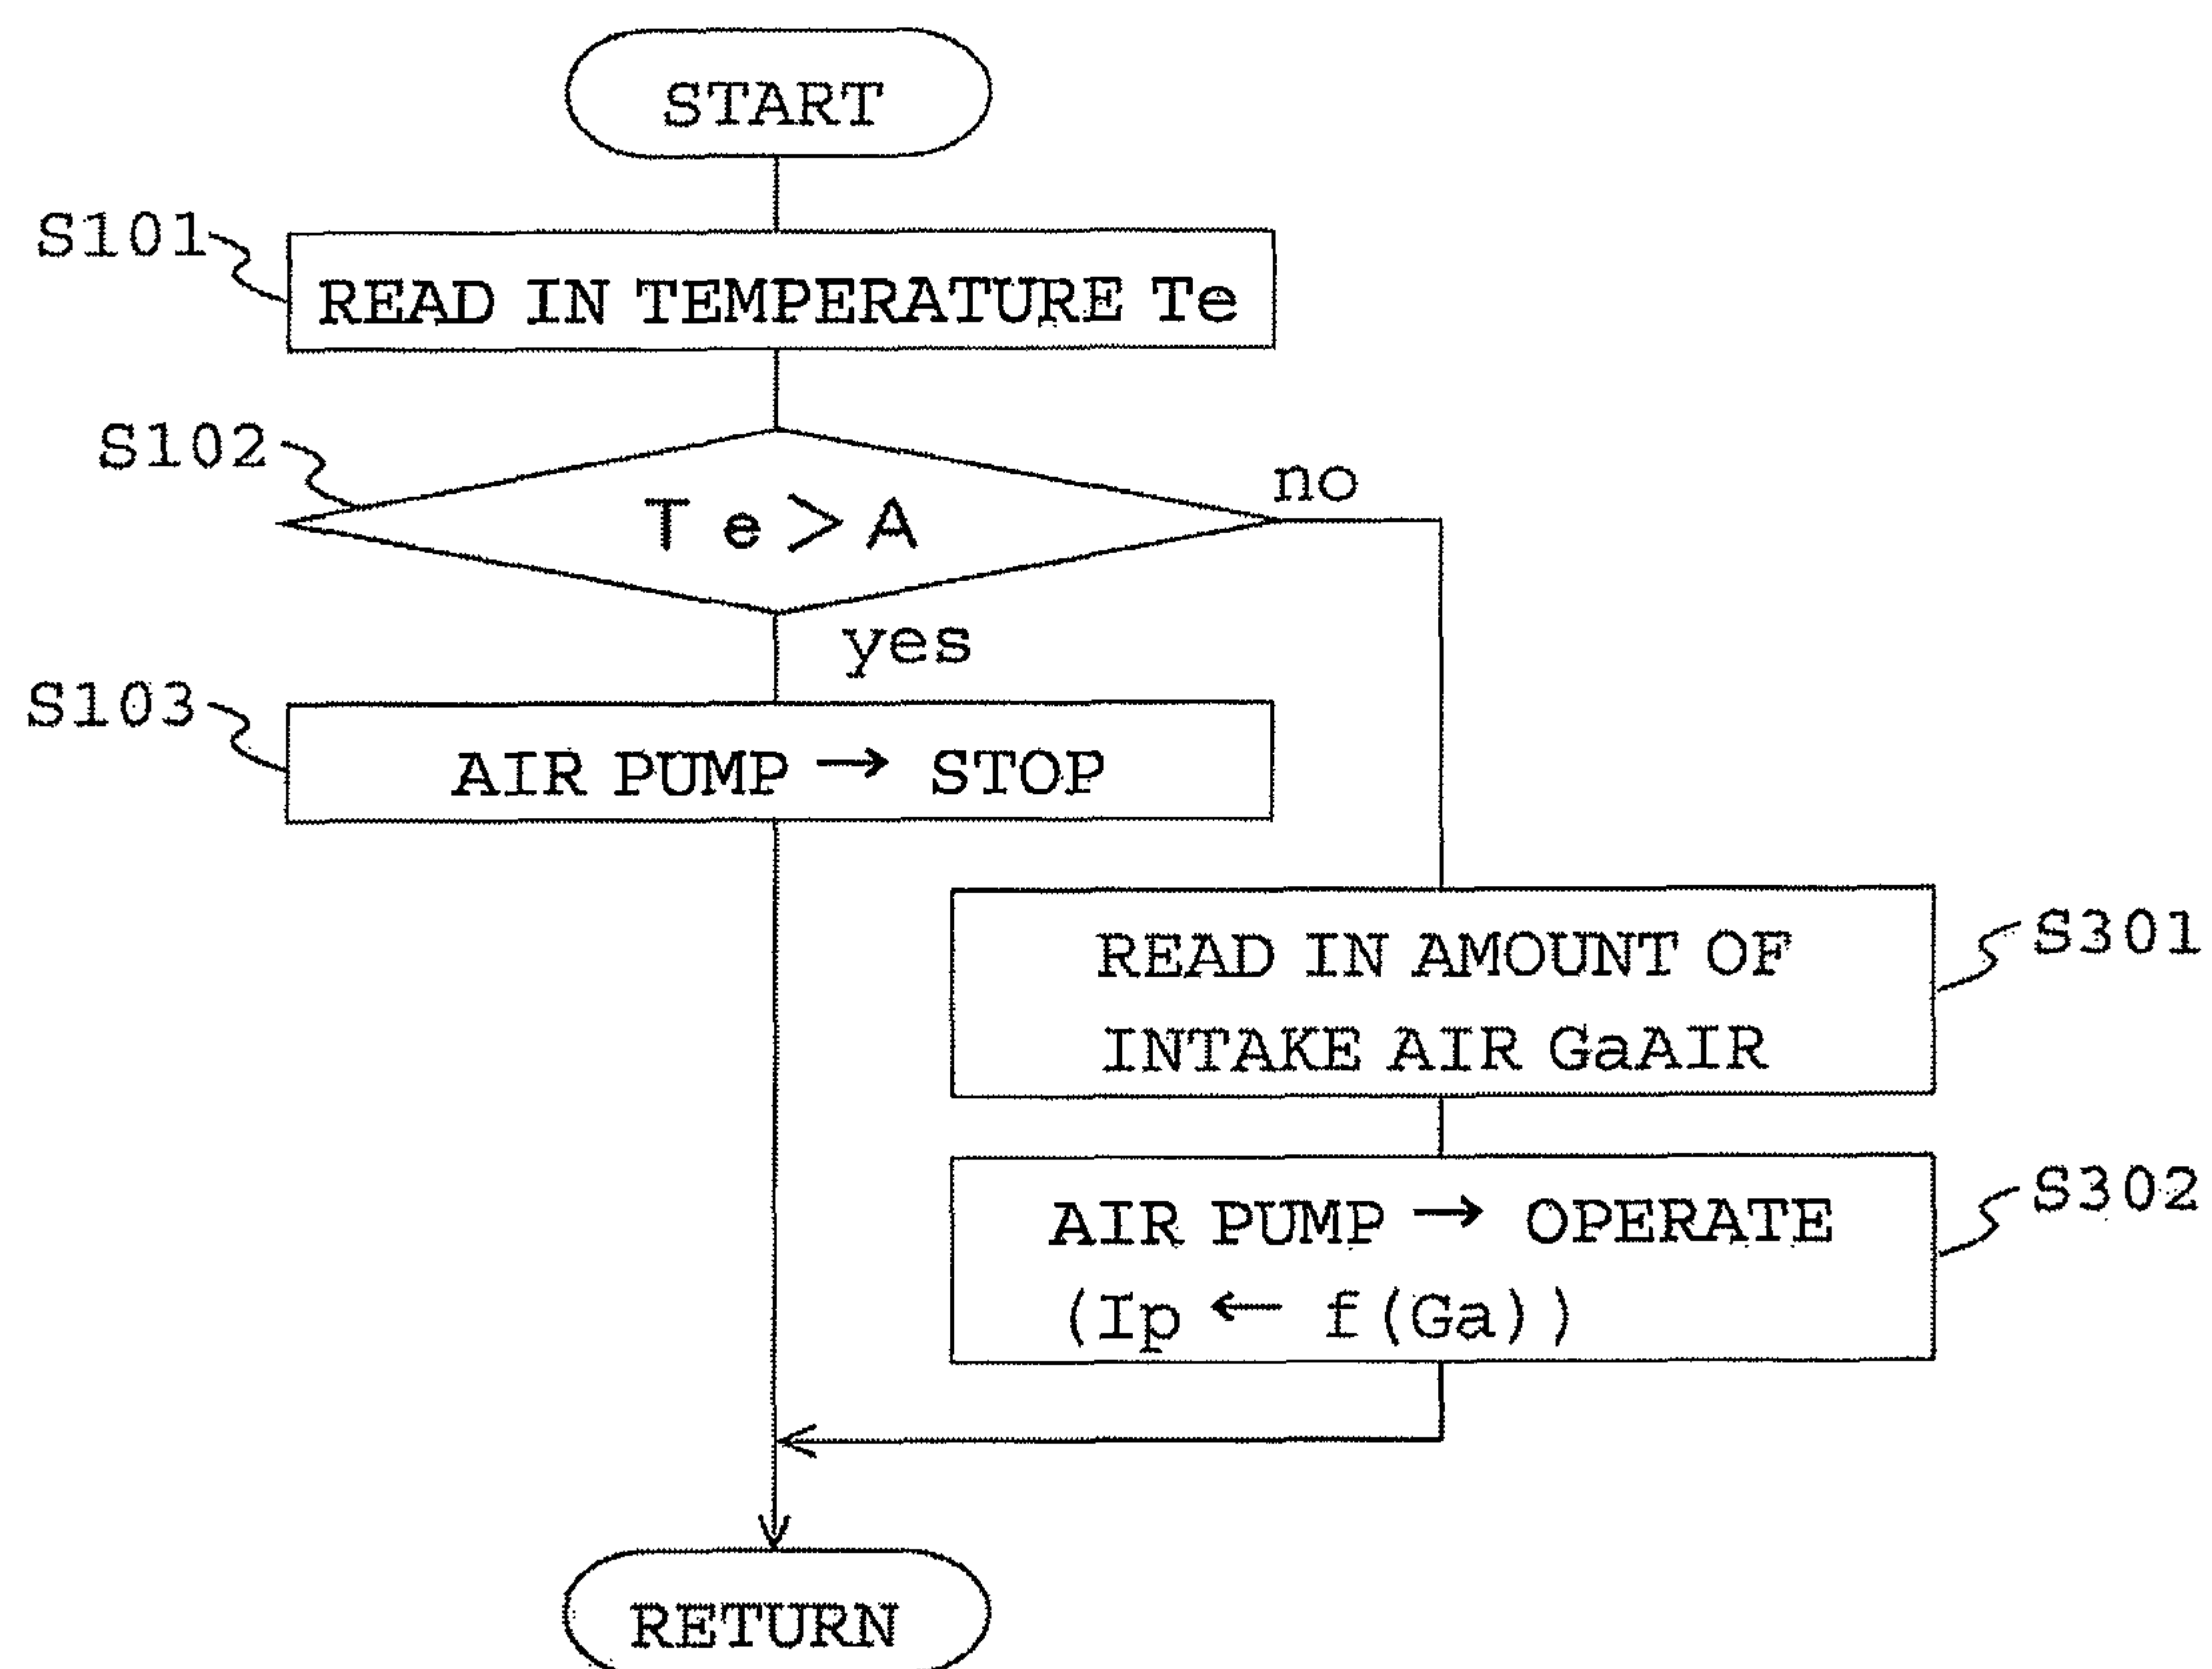 START
S101
READ IN TEMPERATURE Te
S102
Te>A
no
yes
S103
AIR PUMP → STOP
READ IN AMOUNT OF
INTAKE AIR GaAIR
S301
AIR PUMP → OPERATE
(Ip ← f(Ga))
S302
RETURN